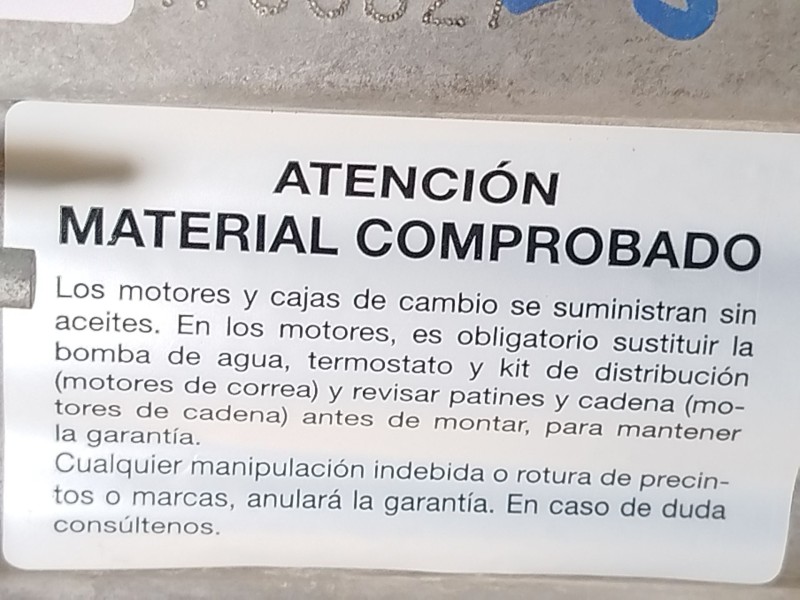 ATENCIÓN
MATERIAL COMPROBADO
Los motores y cajas de cambio se suministran sin
aceites. En los motores, es obligatorio sustituir la
bomba de agua, termostato y kit de distribución
(motores de correa) y revisar patines y cadena (mo-
tores de cadena) antes de montar, para mantener
la garantía.
Cualquier manipulación indebida o rotura de precin-
tos o marcas, anulará la garantía. En caso de duda
consúltenos.